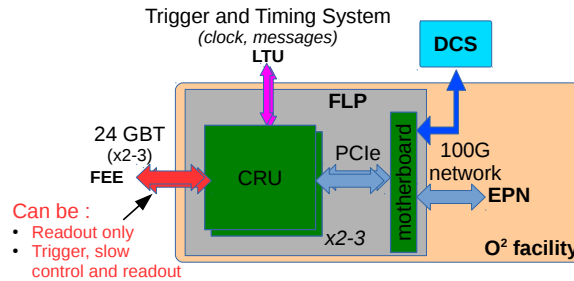 Trigger and Timing System
(clock, messages)
LTU
DCS
FLP
24 GBT
(x2-3)
FEE
CRU
PCIe
motherboard
100G
network
EPN
Can be :
• Readout only
• Trigger, slow
control and readout
x2-3
O² facility